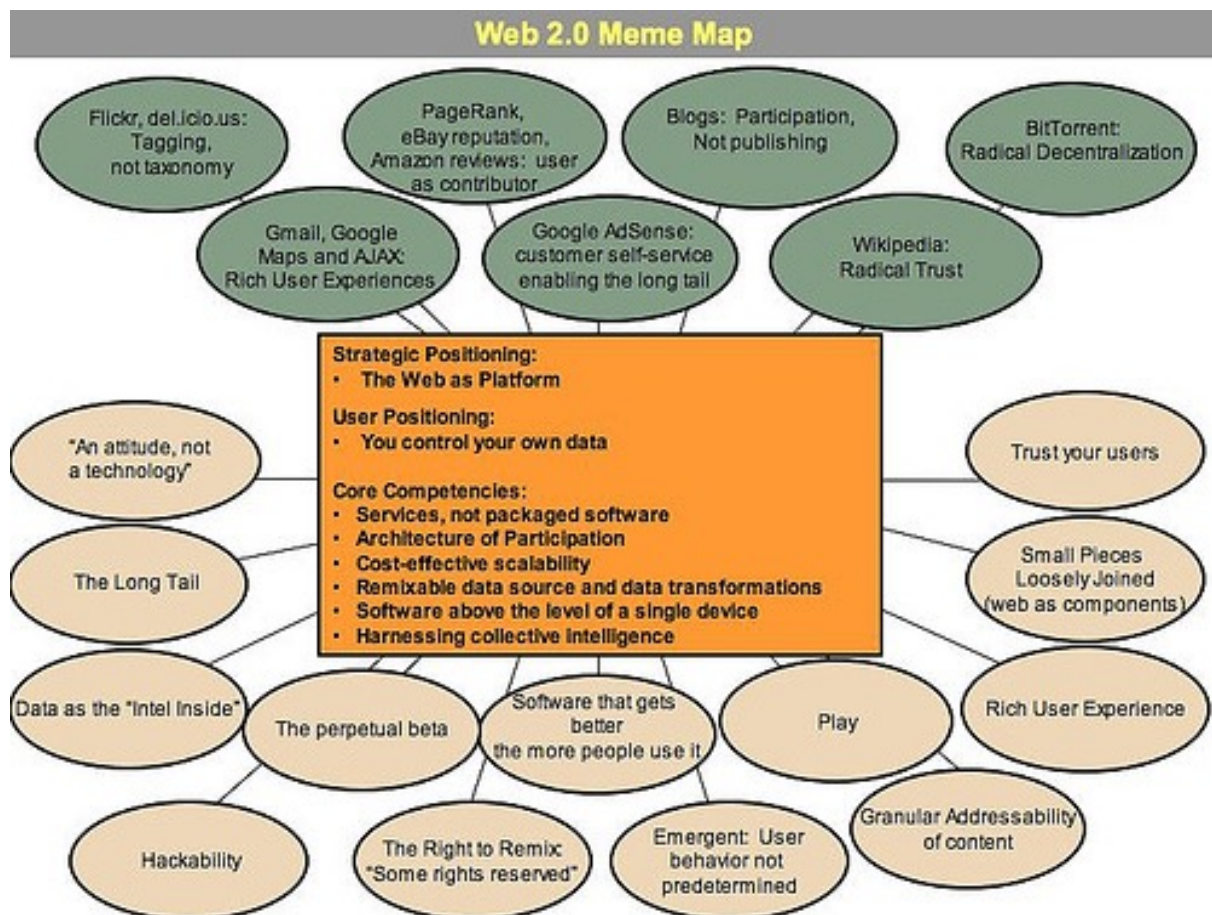 Web 2.0 Meme Map
Flickr, del.icio.us:
Tagging,
not taxonomy
PageRank,
eBay reputation,
Amazon reviews: user
as contributor
Blogs: Participation,
Not publishing
BitTorrent:
Radical Decentralization
Gmail, Google
Maps and AJAX:
Rich User Experiences
Google AdSense:
customer self-service
enabling the long tail
Wikipedia:
Radical Trust
Strategic Positioning:
• The Web as Platform
User Positioning:
• You control your own data
Core Competencies:
• Services, not packaged software
• Architecture of Participation
• Cost-effective scalability
• Remixable data source and data transformations
• Software above the level of a single device
• Harnessing collective intelligence
"An attitude, not
a technology"
Trust your users
The Long Tail
Small Pieces
Loosely Joined
(web as components)
Data as the "Intel Inside"
The perpetual beta
Software that gets
better
the more people use it
Play
Rich User Experience
Hackability
The Right to Remix:
"Some rights reserved"
Emergent: User
behavior not
predetermined
Granular Addressability
of content